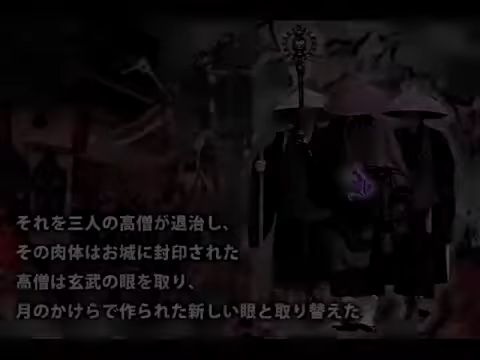 それを三人の高僧が退治し、
その肉体はお城に封印された
高僧は玄武の眼を取り、
月のかけらで作られた新しい眼と取り替えた